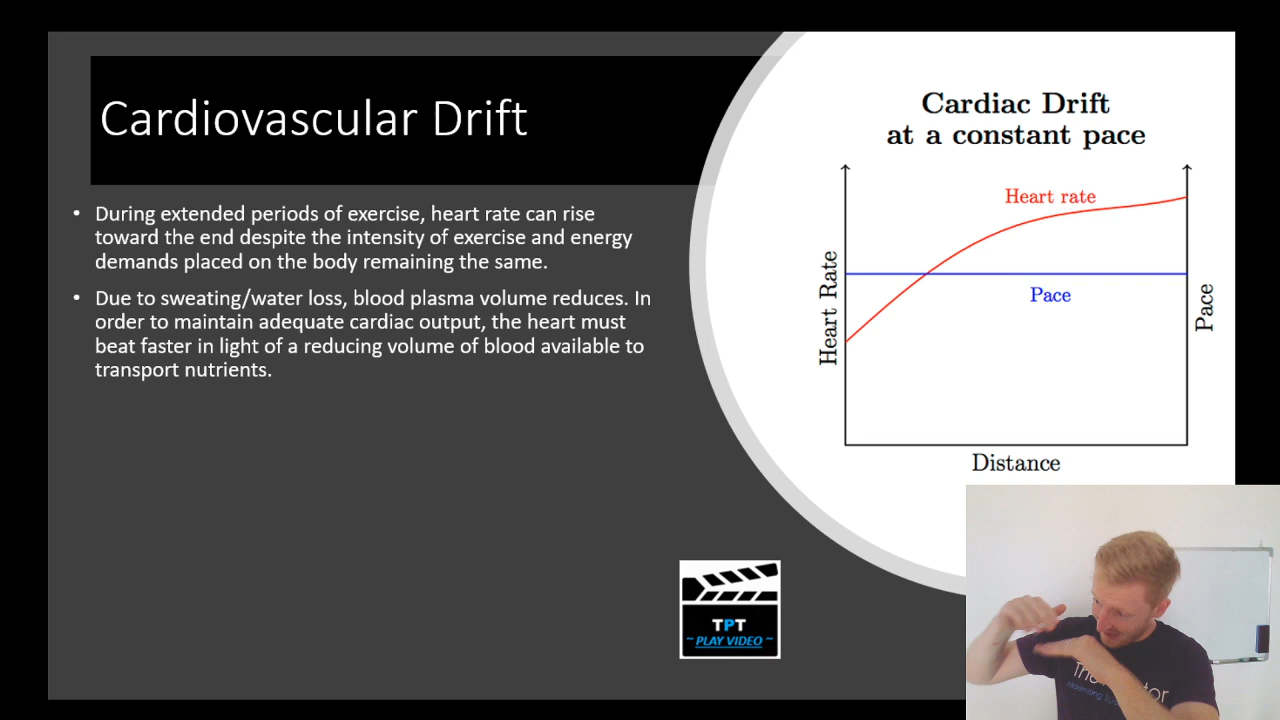 Cardiovascular Drift
• During extended periods of exercise, heart rate can rise
toward the end despite the intensity of exercise and energy
demands placed on the body remaining the same.
• Due to sweating/water loss, blood plasma volume reduces. In
order to maintain adequate cardiac output, the heart must
beat faster in light of a reducing volume of blood available to
transport nutrients.
Cardiac Drift
at a constant pace
Heart rate
Heart Rate
Pace
Pace
Distance
TPT
~ PLAY VIDEO ~